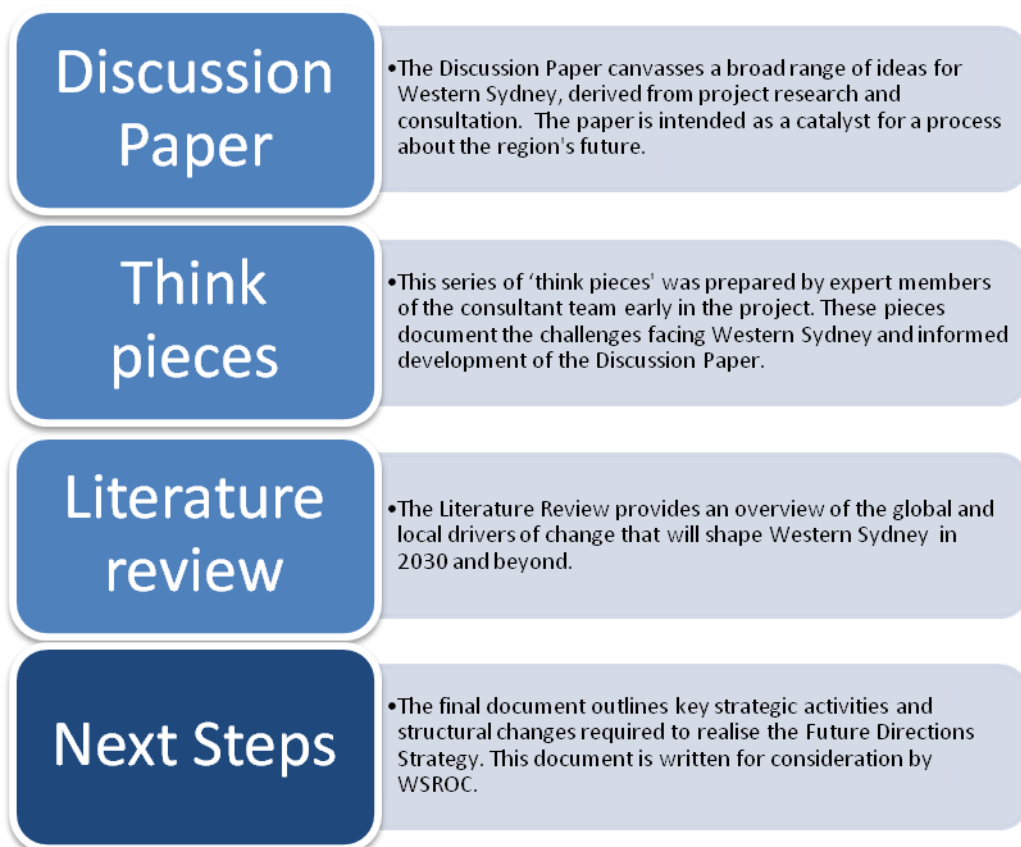 Discussion
Paper
•The Discussion Paper canvasses a broad range of ideas for
Western Sydney, derived from project research and
consultation.  The paper is intended as a catalyst for a process
about the region's future.
Think
pieces
•This series of ‘think pieces' was prepared by expert members
of the consultant team early in the project. These pieces
document the challenges facing Western Sydney and informed
development of the Discussion Paper.
Literature
review
•The Literature Review provides an overview of the global and
local drivers of change that will shape Western Sydney  in
2030 and beyond.
Next Steps
•The final document outlines key strategic activities and
structural changes required to realise the Future Directions
Strategy. This document is written for consideration by
WSROC.